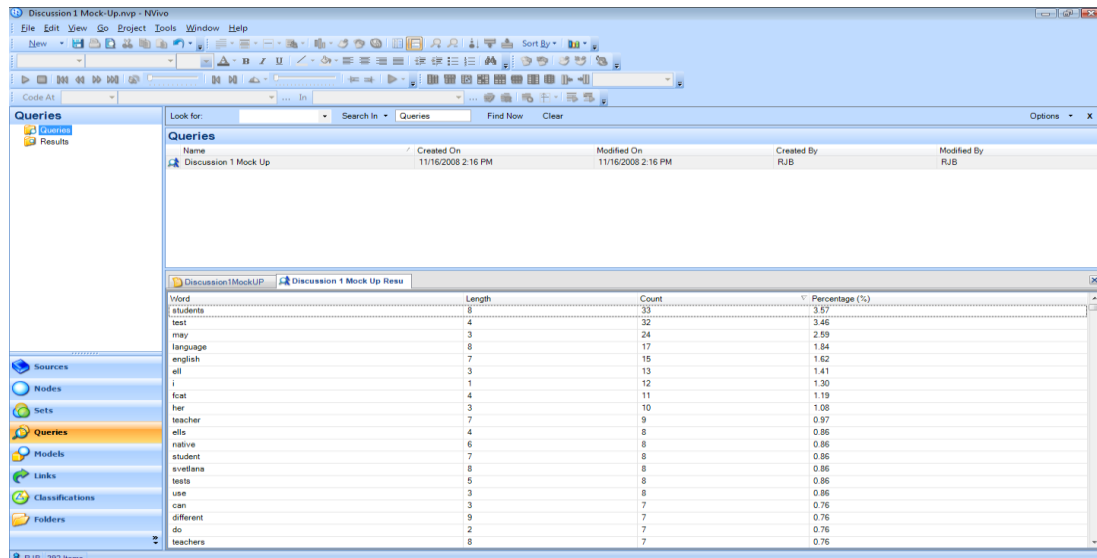 Discussion 1 Mock-Up.nvp - NVivo
File Edit View Go Project Tools Window Help
New Sort By
A B I U
Code At In
Queries Look for: Search In Queries Find Now Clear Options x
Queries
Results
Queries
Name Created On Modified On Created By Modified By
Discussion 1 Mock Up 11/16/2008 2:16 PM 11/16/2008 2:16 PM RJB RJB
Discussion1MockUP Discussion 1 Mock Up Resu
Word Length Count Percentage (%)
students 8 33 3.57
test 4 32 3.46
may 3 24 2.59
language 8 17 1.84
english 7 15 1.62
ell 3 13 1.41
i 1 12 1.30
fcat 4 11 1.19
her 3 10 1.08
teacher 7 9 0.97
ells 4 8 0.86
native 6 8 0.86
student 7 8 0.86
svetlana 8 8 0.86
tests 5 8 0.86
use 3 8 0.86
can 3 7 0.76
different 9 7 0.76
do 2 7 0.76
teachers 8 7 0.76
Sources
Nodes
Sets
Queries
Models
Links
Classifications
Folders